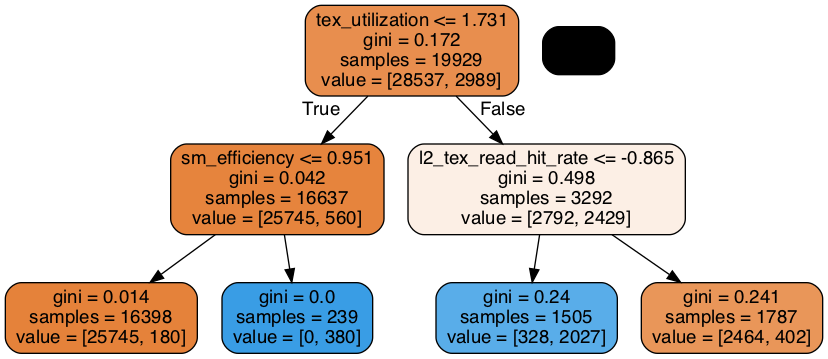 tex_utilization <= 1.731
gini = 0.172
samples = 19929
value = [28537, 2989]
True
False
sm_efficiency <= 0.951
gini = 0.042
samples = 16637
value = [25745, 560]
l2_tex_read_hit_rate <= -0.865
gini = 0.498
samples = 3292
value = [2792, 2429]
gini = 0.014
samples = 16398
value = [25745, 180]
gini = 0.0
samples = 239
value = [0, 380]
gini = 0.24
samples = 1505
value = [328, 2027]
gini = 0.241
samples = 1787
value = [2464, 402]